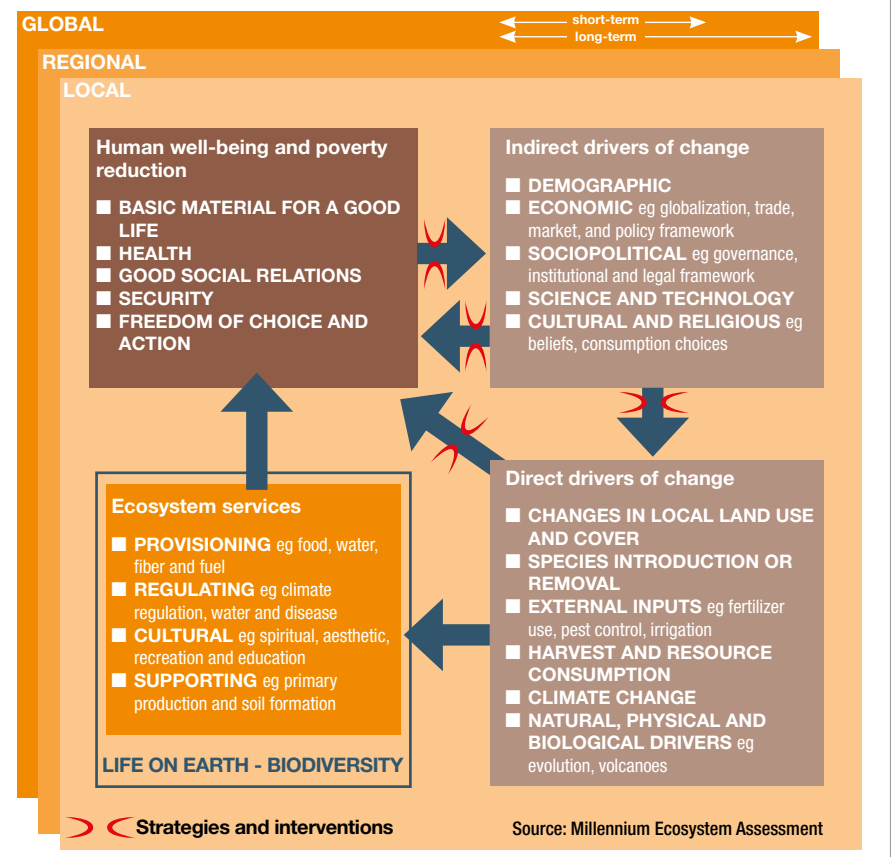 GLOBAL
short-term
long-term
REGIONAL
LOCAL
Human well-being and poverty
reduction
■ BASIC MATERIAL FOR A GOOD
LIFE
■ HEALTH
■ GOOD SOCIAL RELATIONS
■ SECURITY
■ FREEDOM OF CHOICE AND
ACTION
Indirect drivers of change
■ DEMOGRAPHIC
■ ECONOMIC eg globalization, trade,
market, and policy framework
■ SOCIOPOLITICAL eg governance,
institutional and legal framework
■ SCIENCE AND TECHNOLOGY
■ CULTURAL AND RELIGIOUS eg
beliefs, consumption choices
Ecosystem services
■ PROVISIONING eg food, water,
fiber and fuel
■ REGULATING eg climate
regulation, water and disease
■ CULTURAL eg spiritual, aesthetic,
recreation and education
■ SUPPORTING eg primary
production and soil formation
LIFE ON EARTH - BIODIVERSITY
Direct drivers of change
■ CHANGES IN LOCAL LAND USE
AND COVER
■ SPECIES INTRODUCTION OR
REMOVAL
■ EXTERNAL INPUTS eg fertilizer
use, pest control, irrigation
■ HARVEST AND RESOURCE
CONSUMPTION
■ CLIMATE CHANGE
■ NATURAL, PHYSICAL AND
BIOLOGICAL DRIVERS eg
evolution, volcanoes
Strategies and interventions
Source: Millennium Ecosystem Assessment